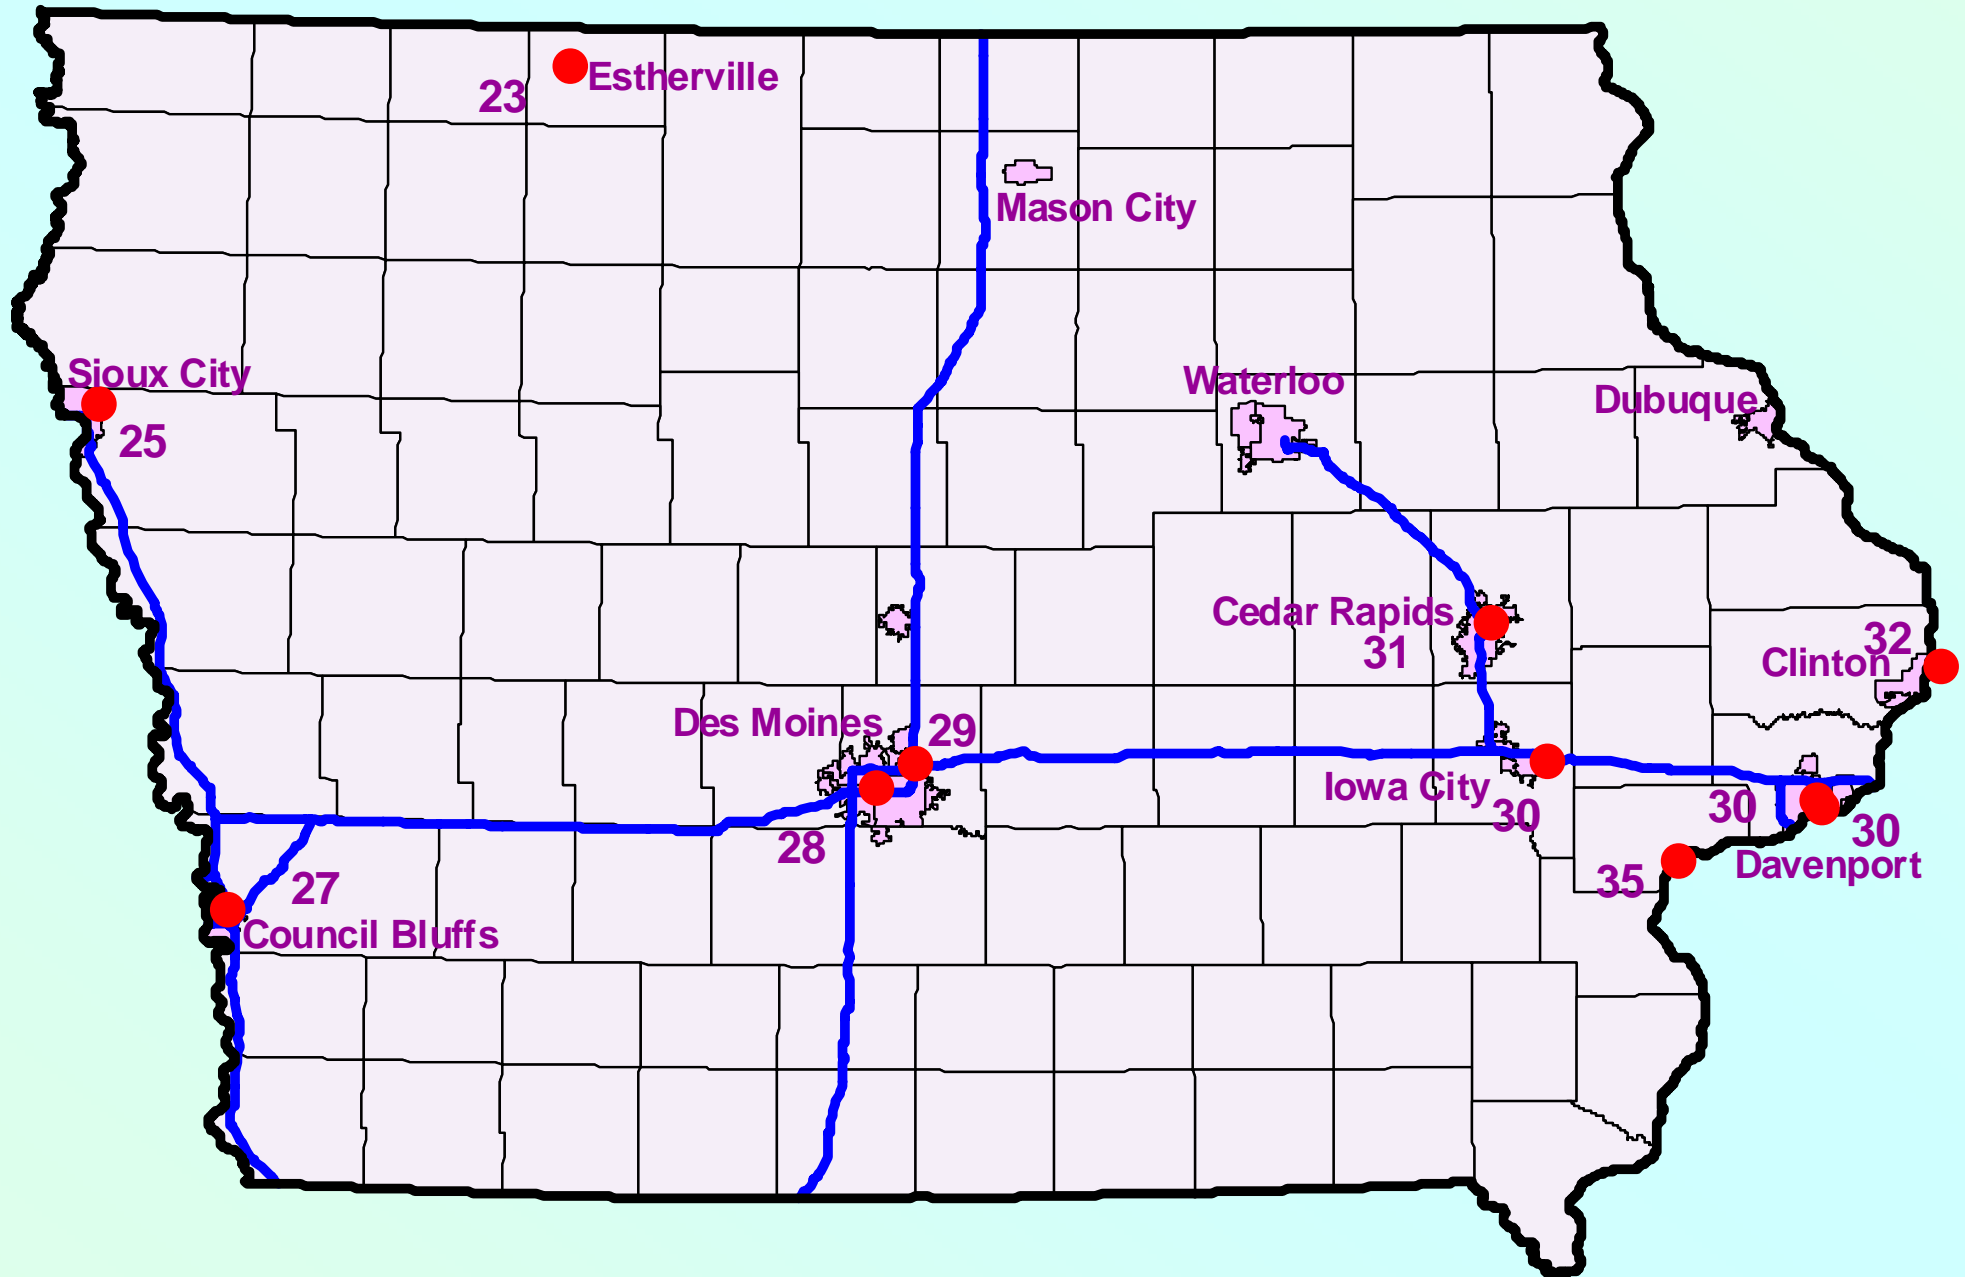 Estherville
23
Mason City
Sioux City
25
Waterloo
Dubuque
Cedar Rapids
31
32
Clinton
Des Moines
29
28
Iowa City
30
30
30
Davenport
35
27
Council Bluffs